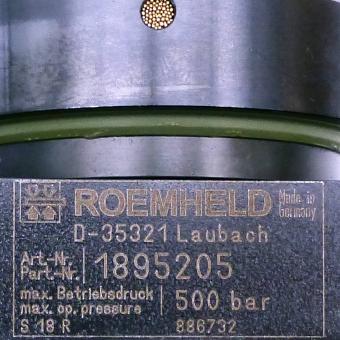 ROEMHELD Made in Germany
D-35321 Laubach
Art-Nr. Part-Nr. 1895205
max. Betriebsdruck 500 bar
max. op. pressure
S 18 R 886732